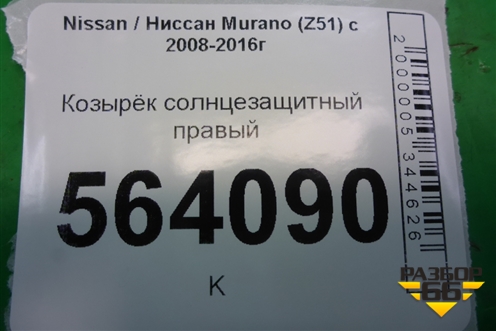 Nissan / Ниссан Murano (Z51) с
2008-2016г
Козырёк солнцезащитный
правый
564090
К
2000005344626
РАЗБОР
66